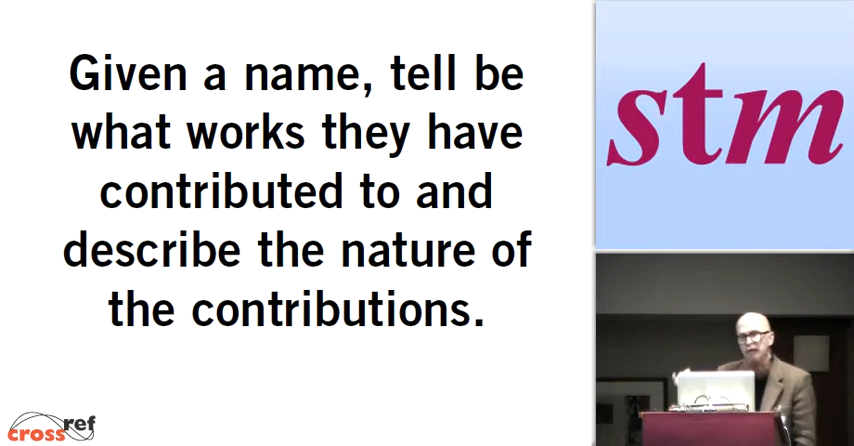 Given a name, tell be
what works they have
contributed to and
describe the nature of
the contributions.
stm
crossref